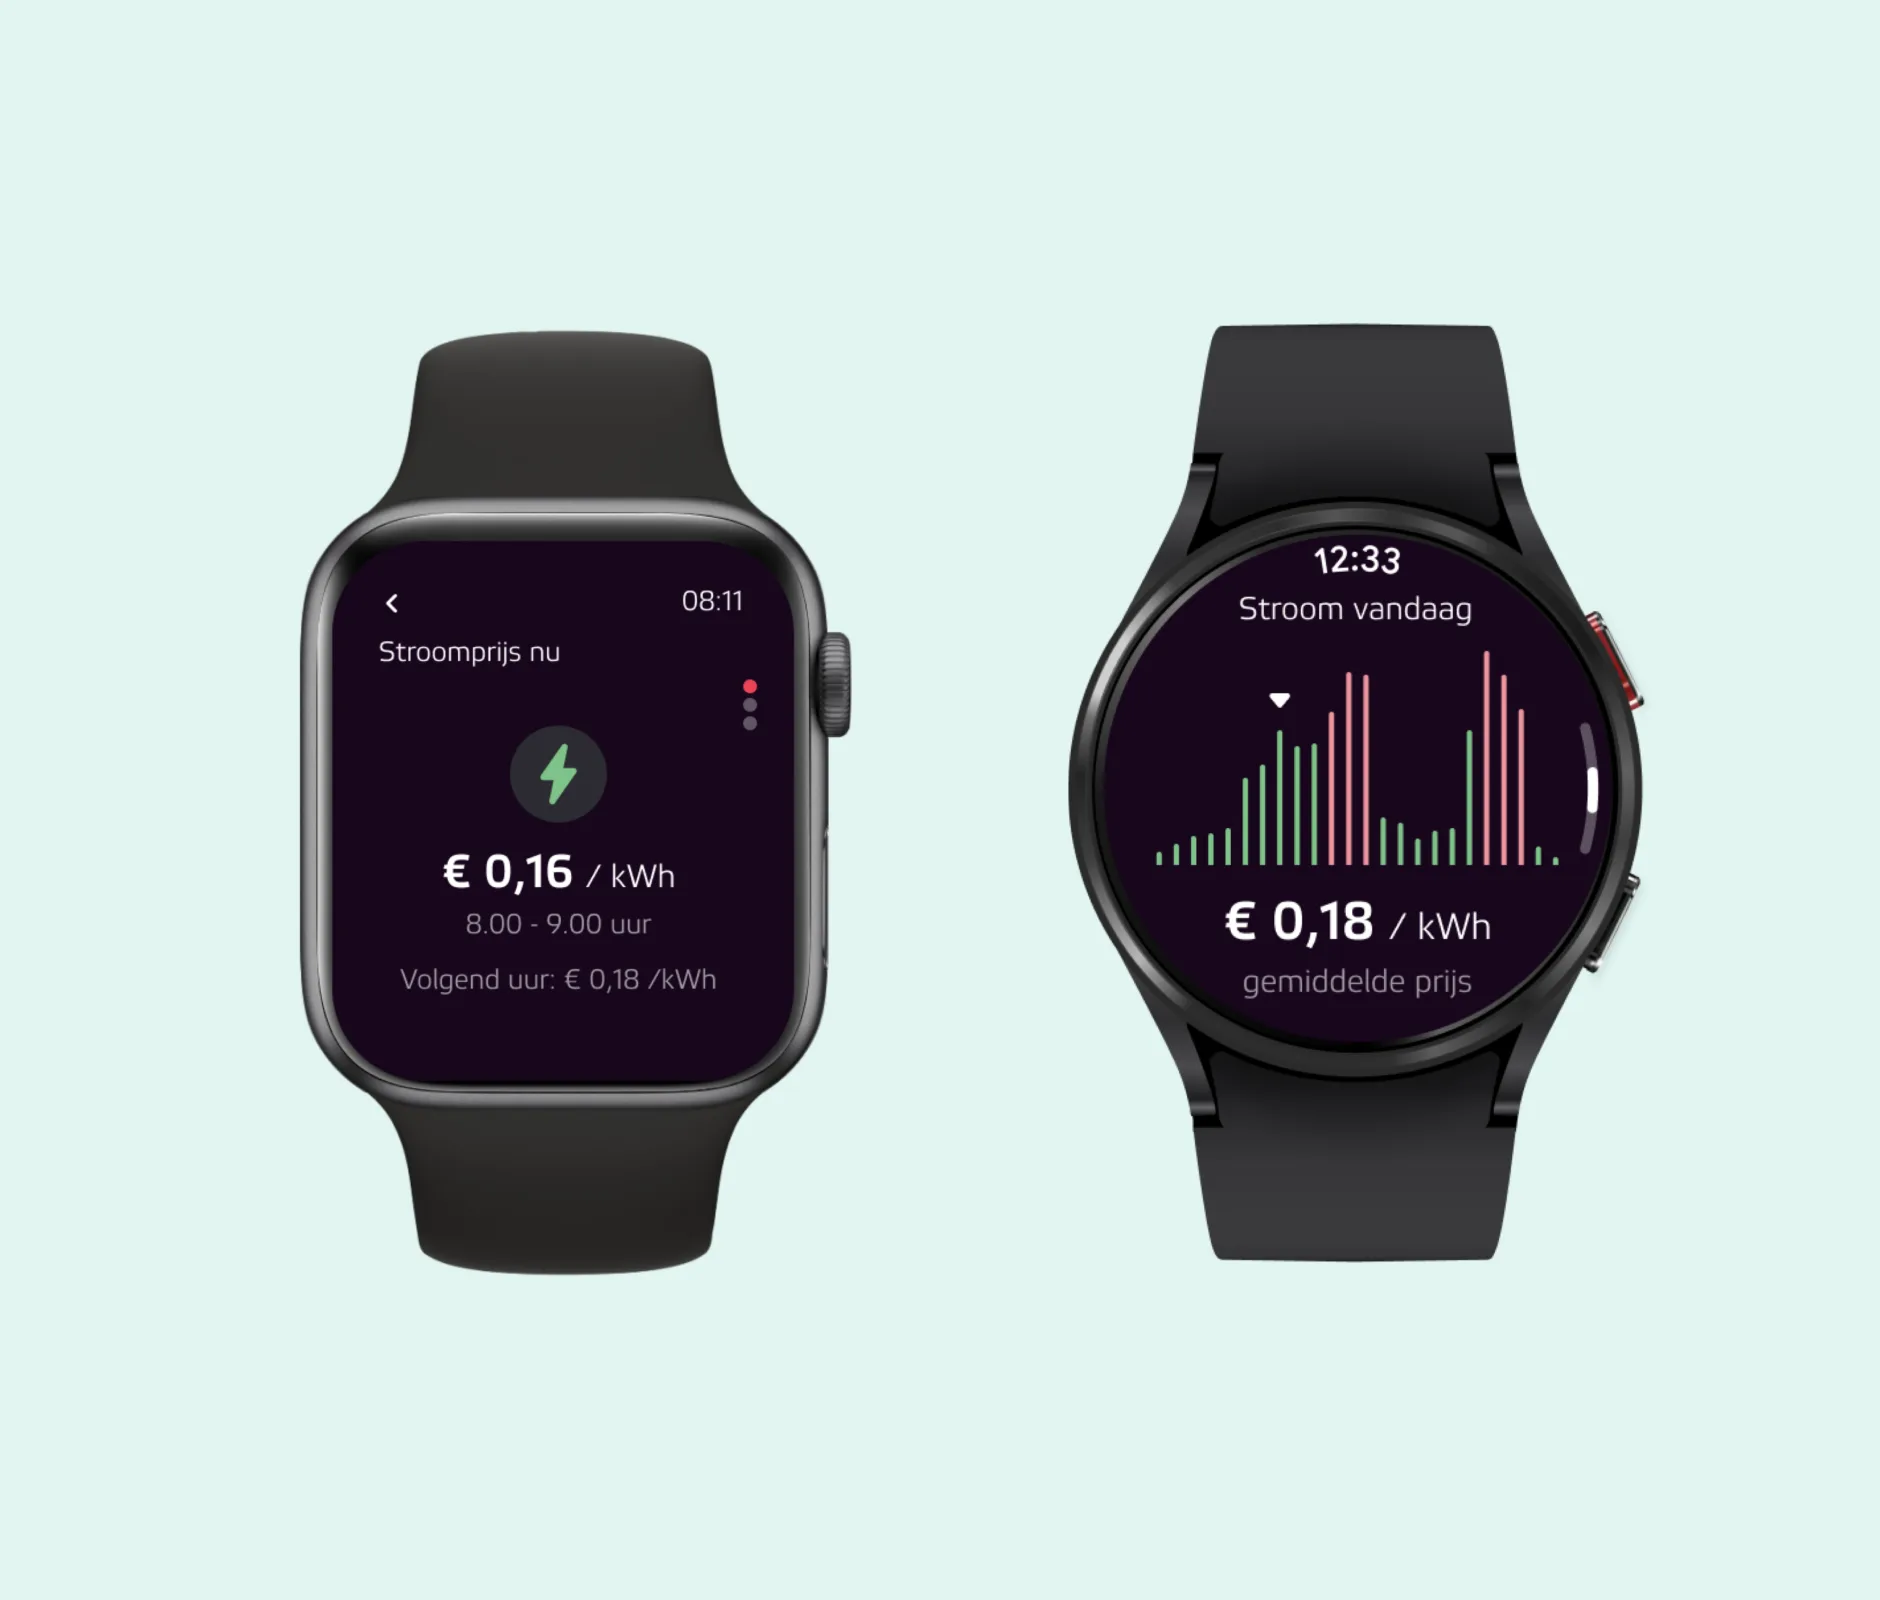 08:11
Stroomprijs nu
€ 0,16 / kWh
8.00 - 9.00 uur
Volgend uur: € 0,18 /kWh
12:33
Stroom vandaag
€ 0,18 / kWh
gemiddelde prijs